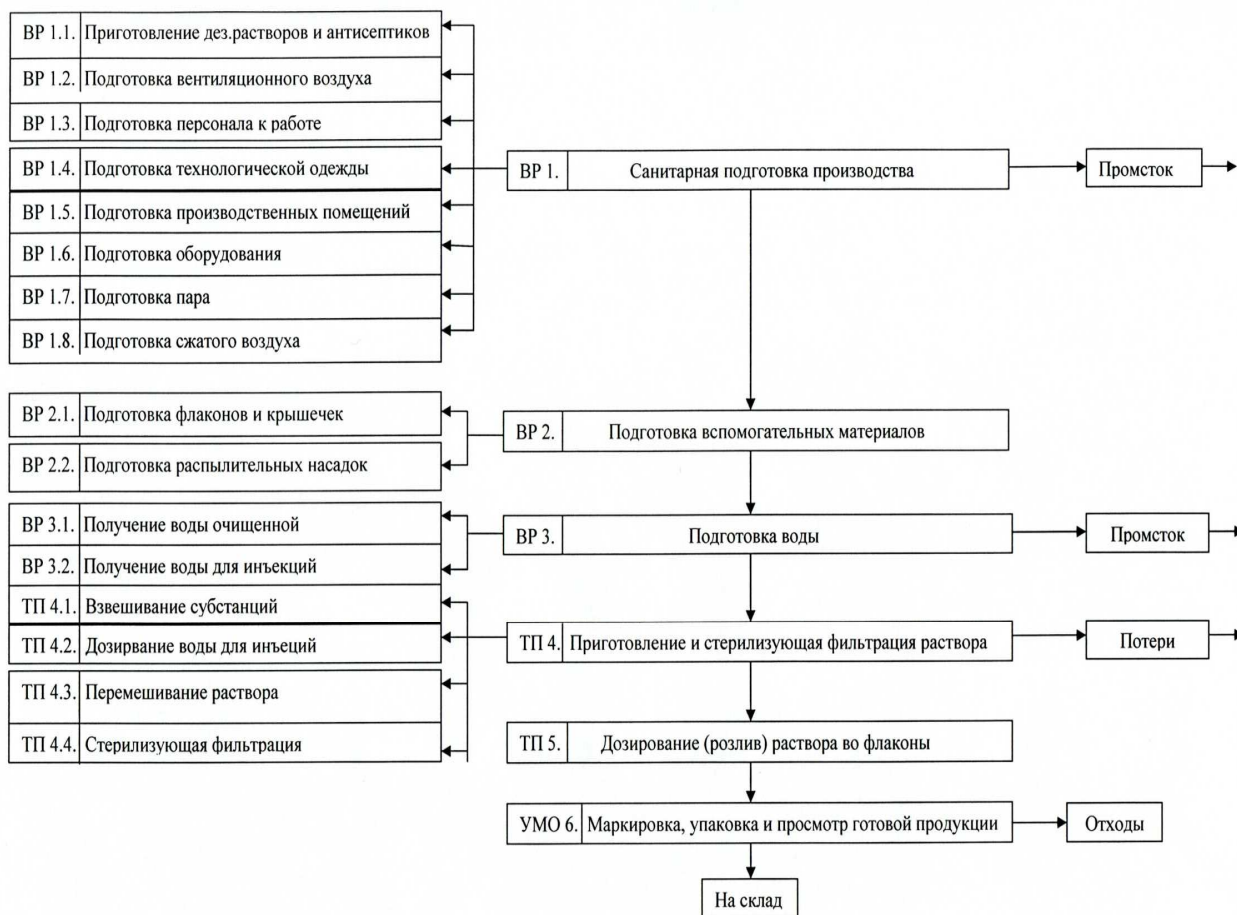 ВР 1.1. Приготовление дез.растворов и антисептиков
ВР 1.2. Подготовка вентиляционного воздуха
ВР 1.3. Подготовка персонала к работе
ВР 1.4. Подготовка технологической одежды
ВР 1.5. Подготовка производственных помещений
ВР 1.6. Подготовка оборудования
ВР 1.7. Подготовка пара
ВР 1.8. Подготовка сжатого воздуха
ВР 1. Санитарная подготовка производства
Промсток
ВР 2.1. Подготовка флаконов и крышечек
ВР 2.2. Подготовка распылительных насадок
ВР 2. Подготовка вспомогательных материалов
ВР 3.1. Получение воды очищенной
ВР 3.2. Получение воды для инъекций
ВР 3. Подготовка воды
Промсток
ТП 4.1. Взвешивание субстанций
ТП 4.2. Дозирвание воды для инъеций
ТП 4.3. Перемешивание раствора
ТП 4.4. Стерилизующая фильтрация
ТП 4. Приготовление и стерилизующая фильтрация раствора
Потери
ТП 5. Дозирование (розлив) раствора во флаконы
УМО 6. Маркировка, упаковка и просмотр готовой продукции
Отходы
На склад